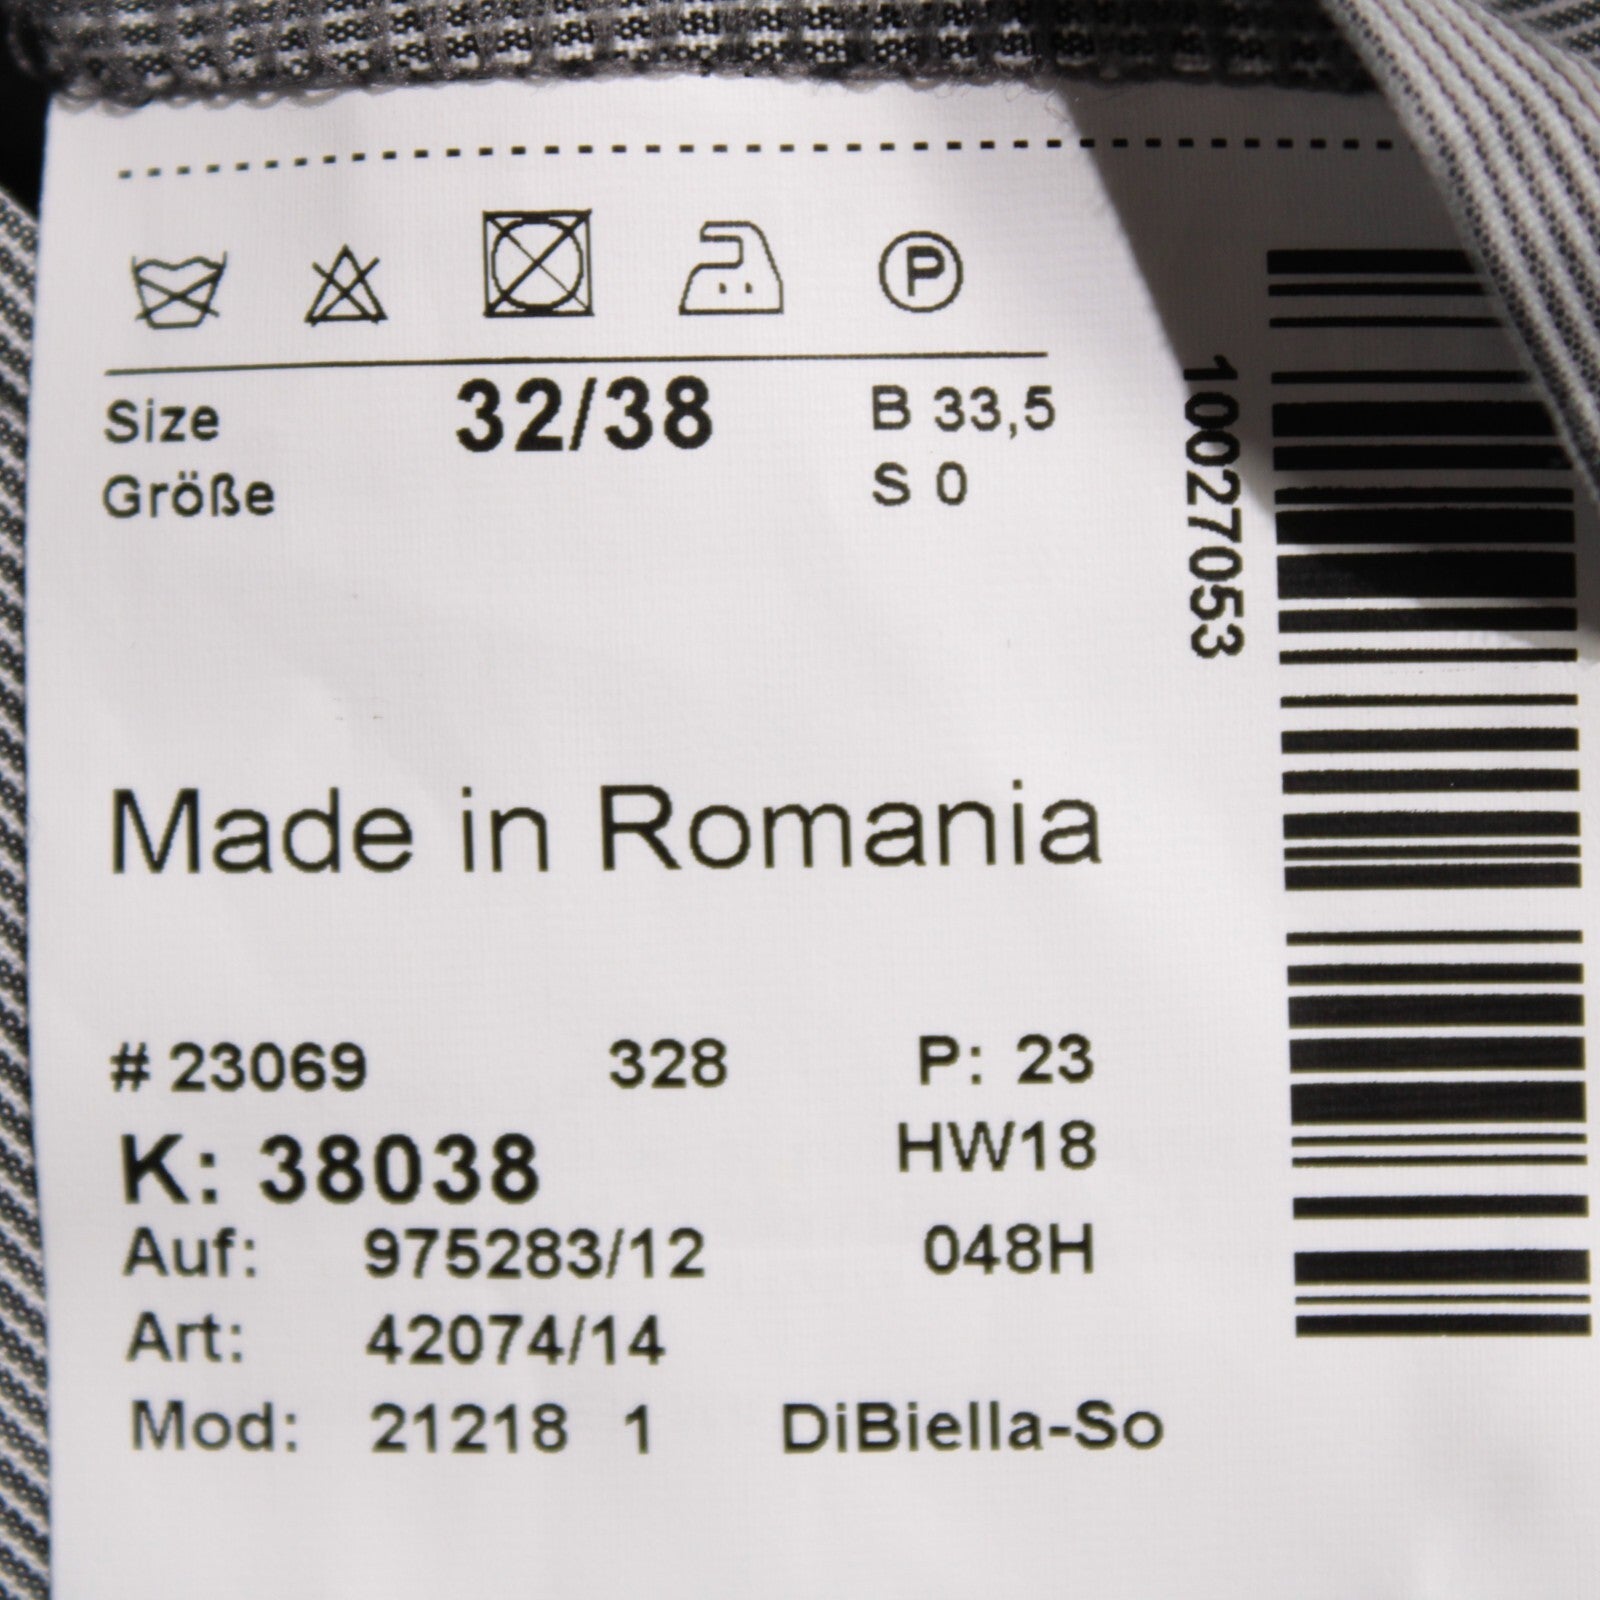 P
Size 32/38 B 33,5
Größe S 0
Made in Romania
# 23069 328 P: 23
K: 38038 HW18
Auf: 975283/12 048H
Art: 42074/14
Mod: 21218 1 DiBiella-So
10027053